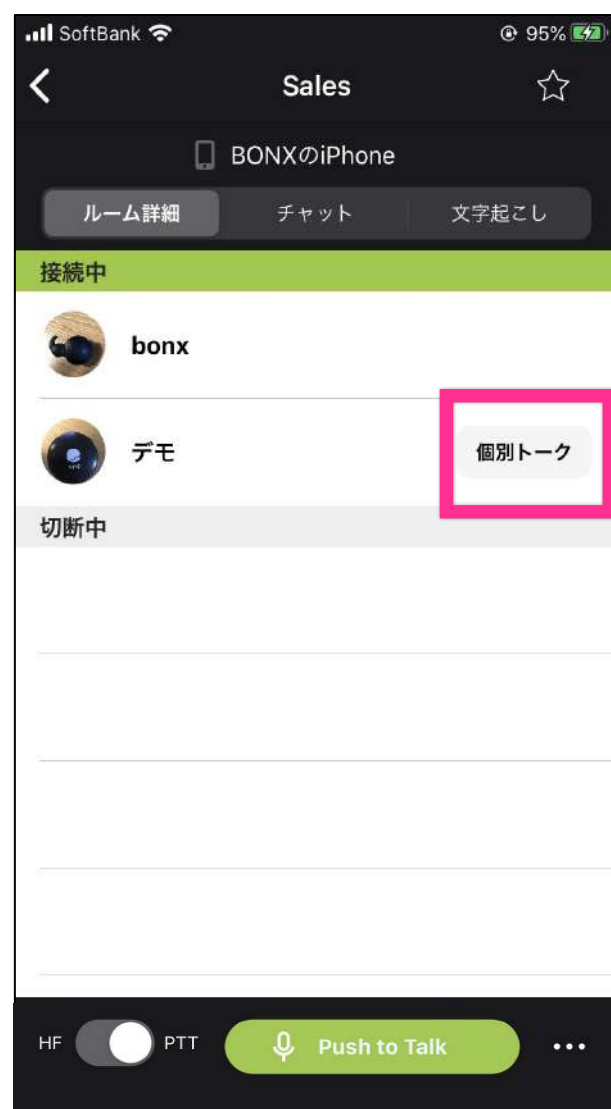 SoftBank 95%
Sales
BONXのiPhone
ルーム詳細 チャット 文字起こし
接続中
bonx
デモ 個別トーク
切断中
HF PTT Push to Talk